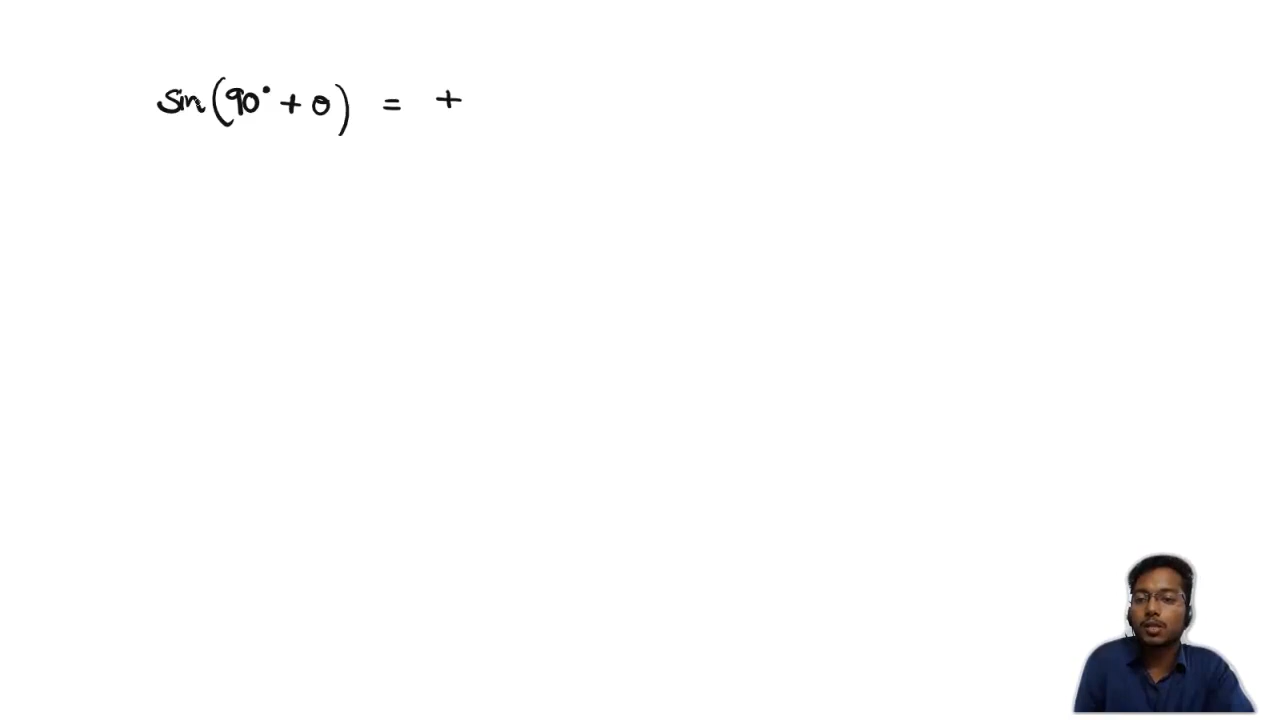 sin(90° + θ) = +